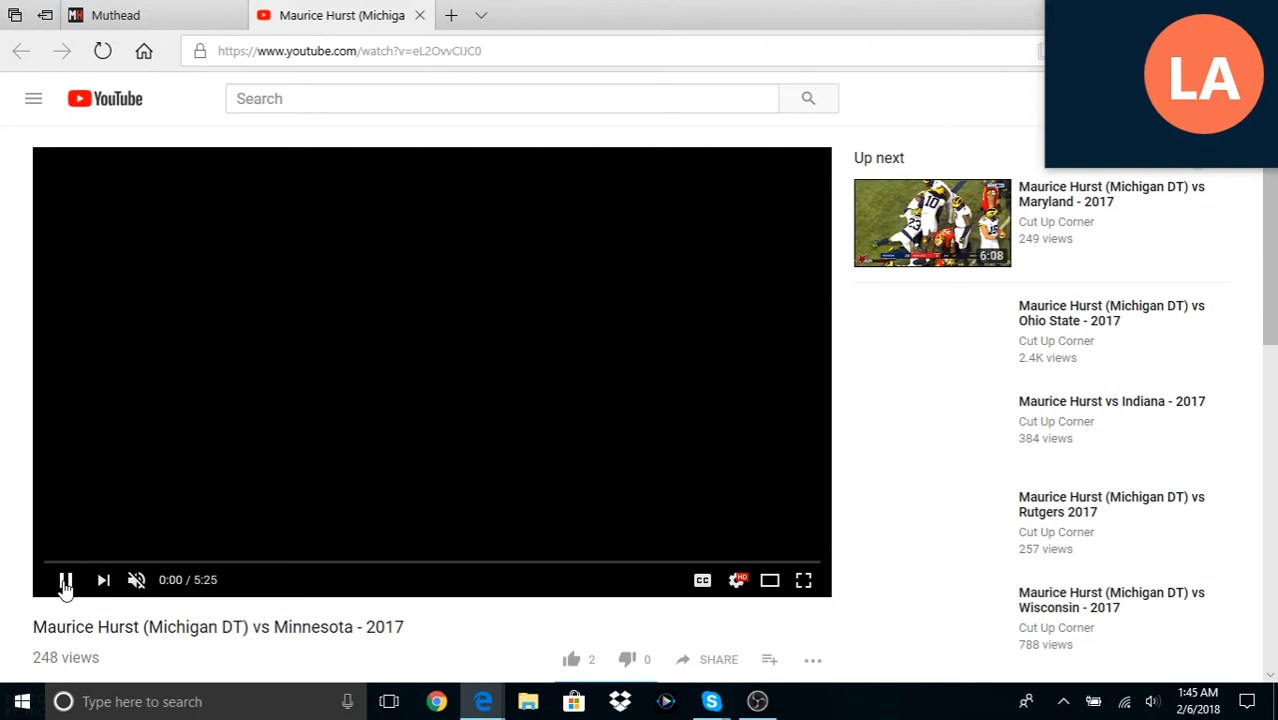 Muthead
Maurice Hurst (Michiga
LA
https://www.youtube.com/watch?v=eL2OvvCIJC0
YouTube
Search
Up next
Maurice Hurst (Michigan DT) vs
Maryland - 2017
Cut Up Corner
249 views
6:08
Maurice Hurst (Michigan DT) vs
Ohio State - 2017
Cut Up Corner
2.4K views
Maurice Hurst vs Indiana - 2017
Cut Up Corner
384 views
Maurice Hurst (Michigan DT) vs
Rutgers 2017
Cut Up Corner
257 views
Maurice Hurst (Michigan DT) vs
Wisconsin - 2017
Cut Up Corner
788 views
0:00 / 5:25
CC
HD
Maurice Hurst (Michigan DT) vs Minnesota - 2017
248 views
2
0
SHARE
Type here to search
1:45 AM
2/6/2018